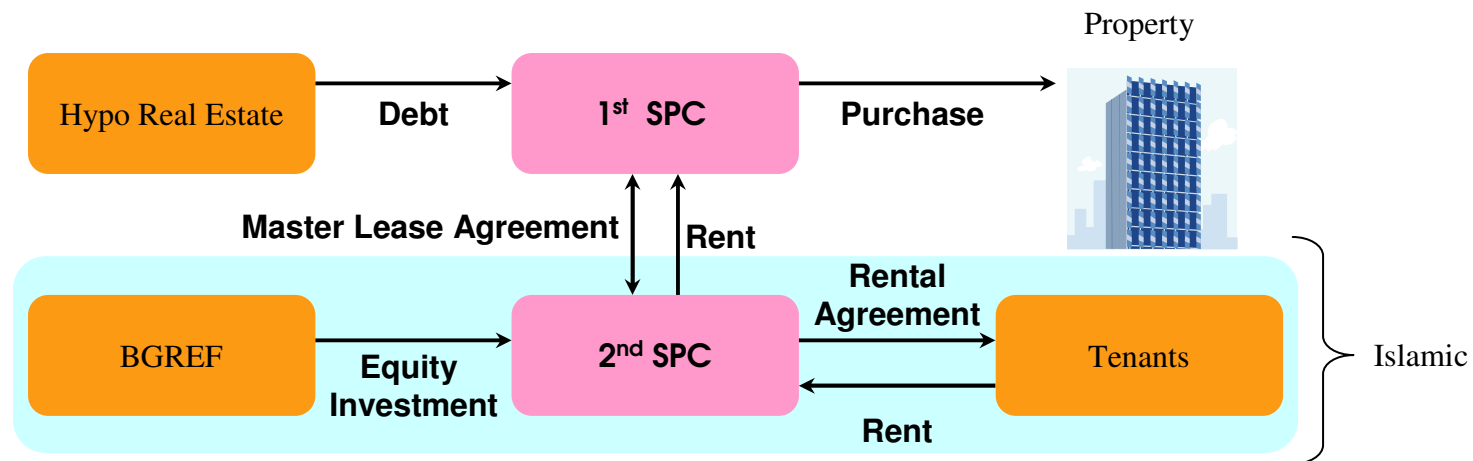 Property
Hypo Real Estate
Debt
1st SPC
Purchase
Master Lease Agreement
Rent
BGREF
Equity
Investment
2nd SPC
Rental
Agreement
Rent
Tenants
Islamic